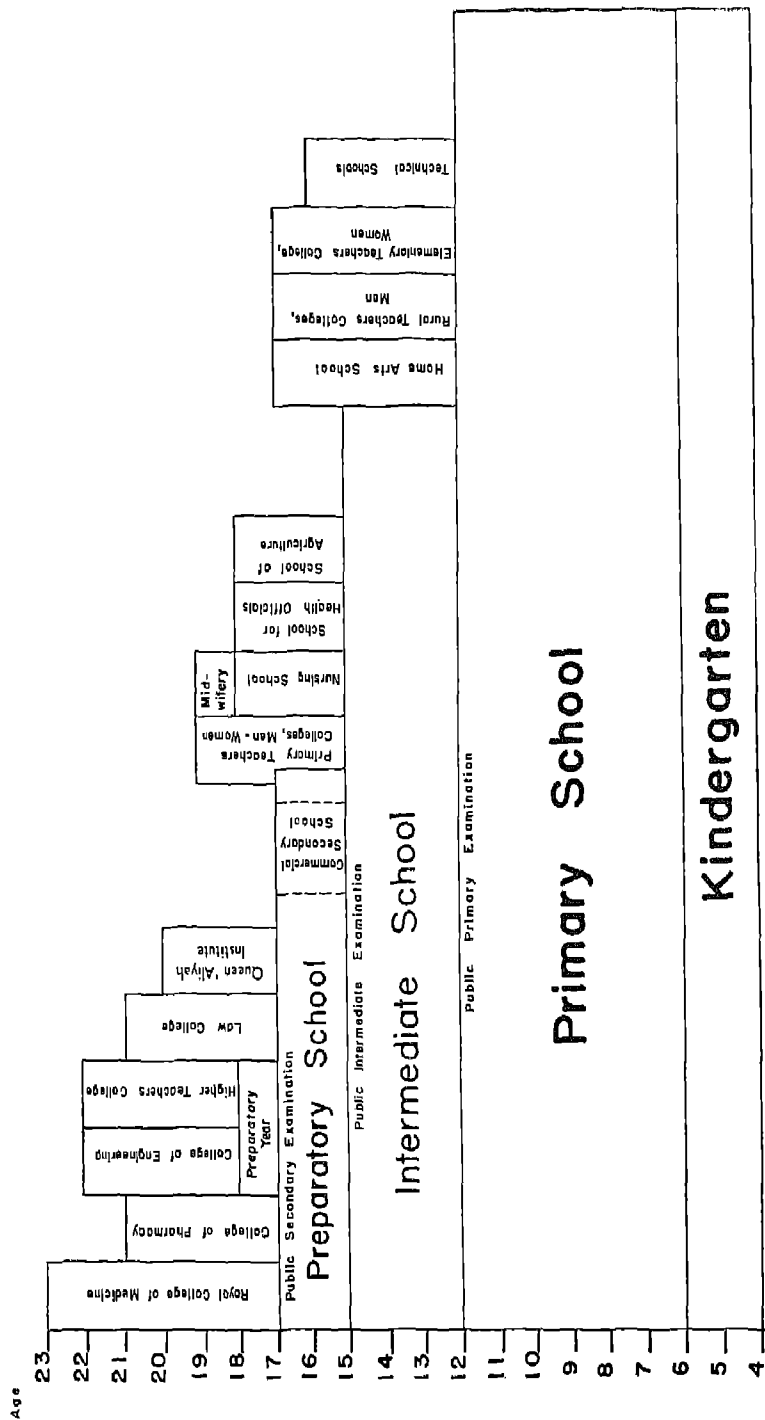 Age
23
22
21
20
19
18
17
16
15
14
13
12
11
10
9
8
7
6
5
4
Royal College of Medicine
College of Pharmacy
College of Engineering
Higher Teachers College
Preparatory
Year
Law College
Queen 'Aliyah
Institute
Public Secondary Examination
Preparatory School
Commercial
Secondary
School
Primary Teachers
Colleges, Man - Women
Mid-
wifery
Nursing School
School for
Health Officials
School of
Agriculture
Public Intermediate Examination
Intermediate School
Home Arts School
Rural Teachers Colleges,
Man
Elementary Teachers College,
Women
Technical Schools
Public Primary Examination
Primary School
Kindergarten